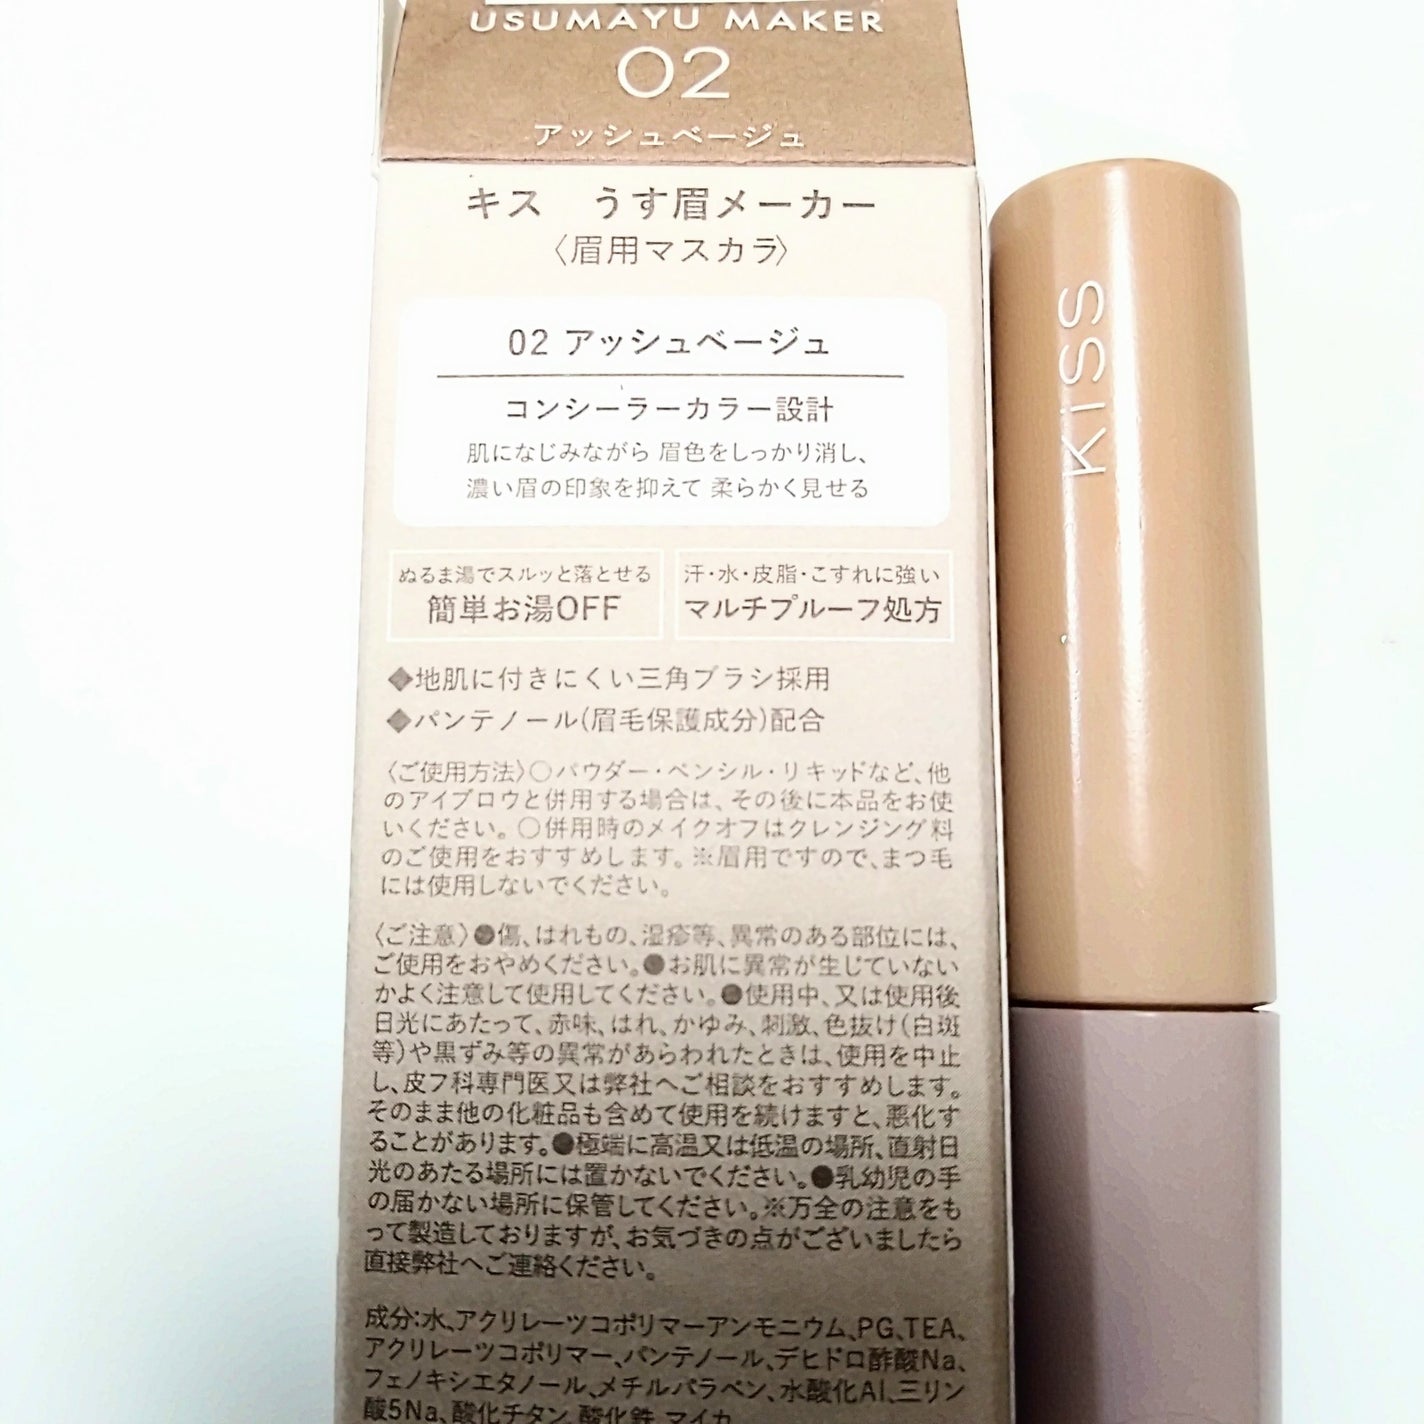 USUMAYU MAKER
02
アッシュベージュ
キス うす眉メーカー
〈眉用マスカラ〉
02 アッシュベージュ
コンシーラーカラー設計
肌になじみながら 眉色をしっかり消し、
濃い眉の印象を抑えて 柔らかく見せる
ぬるま湯でスルッと落とせる
簡単お湯OFF
汗・水・皮脂・こすれに強い
マルチプルーフ処方
◆地肌に付きにくい三角ブラシ採用
◆パンテノール(眉毛保護成分)配合
〈ご使用方法〉○パウダー・ペンシル・リキッドなど、他
のアイブロウと併用する場合は、その後に本品をお使
いください。○併用時のメイクオフはクレンジング料
のご使用をおすすめします。※眉用ですので、まつ毛
には使用しないでください。
〈ご注意〉●傷、はれもの、湿疹等、異常のある部位には、
ご使用をおやめください。●お肌に異常が生じていない
かよく注意して使用してください。●使用中、又は使用後
日光にあたって、赤味、はれ、かゆみ、刺激、色抜け(白斑
等)や黒ずみ等の異常があらわれたときは、使用を中止
し、皮フ科専門医又は弊社へご相談をおすすめします。
そのまま他の化粧品も含めて使用を続けますと、悪化す
ることがあります。●極端に高温又は低温の場所、直射日
光のあたる場所には置かないでください。●乳幼児の手
の届かない場所に保管してください。※万全の注意をも
って製造しておりますが、お気づきの点がございましたら
直接弊社へご連絡ください。
成分:水、アクリレーツコポリマーアンモニウム、PG、TEA、
アクリレーツコポリマー、パンテノール、デヒドロ酢酸Na、
フェノキシエタノール、メチルパラベン、水酸化Al、三リン
酸5Na、酸化チタン、酸化鉄、マイカ
KiSS